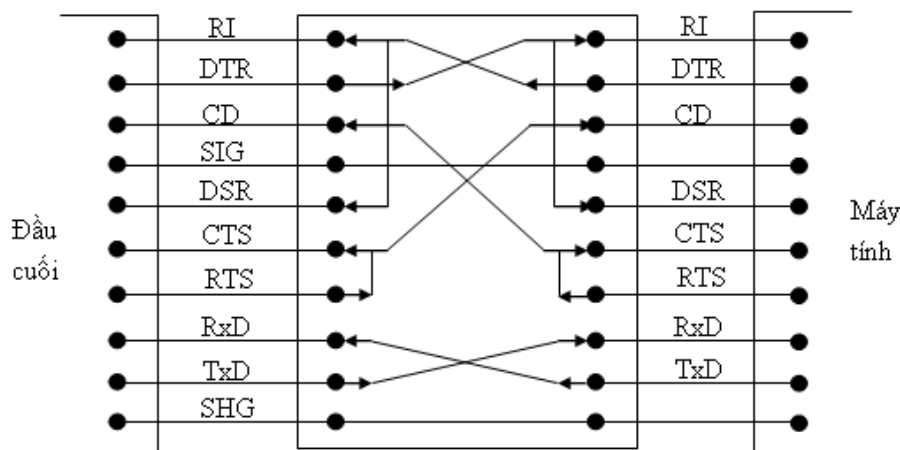 RI
DTR
CD
SIG
DSR
CTS
RTS
RxD
TxD
SHG
Đầu
cuối
RI
DTR
CD
DSR
CTS
RTS
RxD
TxD
Máy
tính